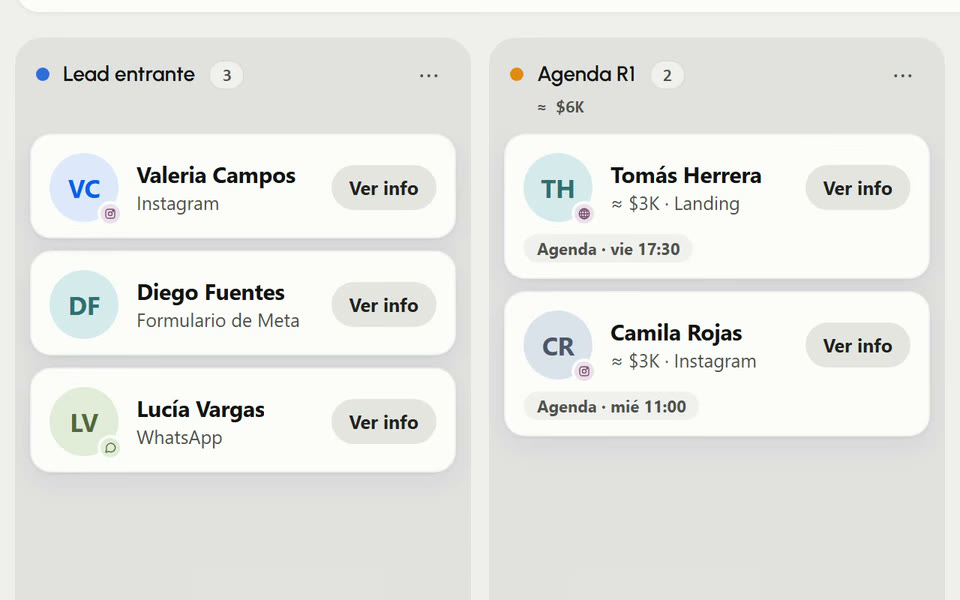 Lead entrante 3 ...
Valeria Campos
Instagram
Ver info
Diego Fuentes
Formulario de Meta
Ver info
Lucía Vargas
WhatsApp
Ver info
Agenda R1 2 ...
≈ $6K
Tomás Herrera
≈ $3K · Landing
Ver info
Agenda · vie 17:30
Camila Rojas
≈ $3K · Instagram
Ver info
Agenda · mié 11:00
VC
DF
LV
TH
CR